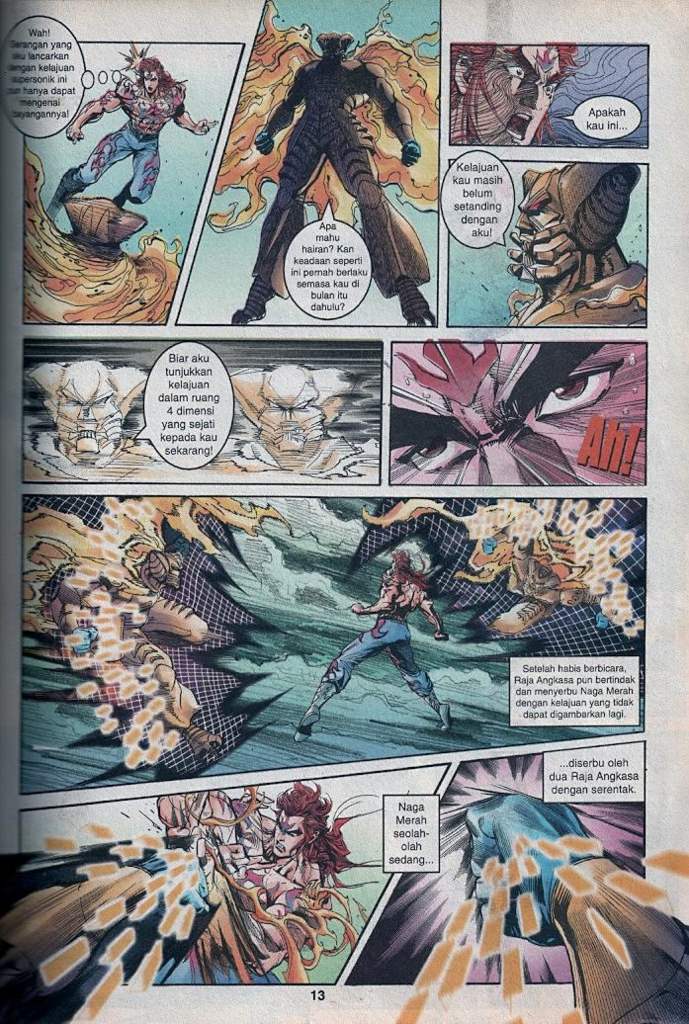 Wah!
Serangan yang
aku lancarkan
dengan kelajuan
supersonik ini
pun hanya dapat
mengenai
bayangannya!
Apa
mahu
hairan? Kan
keadaan seperti
ini pernah berlaku
semasa kau di
bulan itu
dahulu?
Apakah
kau ini...
Kelajuan
kau masih
belum
setanding
dengan
aku!
Biar aku
tunjukkan
kelajuan
dalam ruang
4 dimensi
yang sejati
kepada kau
sekarang!
Ah!
Setelah habis berbicara,
Raja Angkasa pun bertindak
dan menyerbu Naga Merah
dengan kelajuan yang tidak
dapat digambarkan lagi.
Naga
Merah
seolah-
olah
sedang...
...diserbu oleh
dua Raja Angkasa
dengan serentak.
13